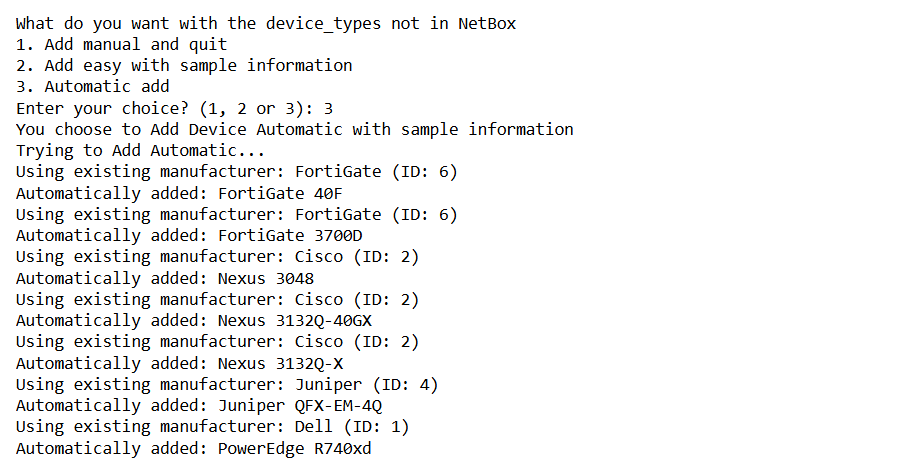 What do you want with the device_types not in NetBox
1. Add manual and quit
2. Add easy with sample information
3. Automatic add
Enter your choice? (1, 2 or 3): 3
You choose to Add Device Automatic with sample information
Trying to Add Automatic...
Using existing manufacturer: FortiGate (ID: 6)
Automatically added: FortiGate 40F
Using existing manufacturer: FortiGate (ID: 6)
Automatically added: FortiGate 3700D
Using existing manufacturer: Cisco (ID: 2)
Automatically added: Nexus 3048
Using existing manufacturer: Cisco (ID: 2)
Automatically added: Nexus 3132Q-40GX
Using existing manufacturer: Cisco (ID: 2)
Automatically added: Nexus 3132Q-X
Using existing manufacturer: Juniper (ID: 4)
Automatically added: Juniper QFX-EM-4Q
Using existing manufacturer: Dell (ID: 1)
Automatically added: PowerEdge R740xd